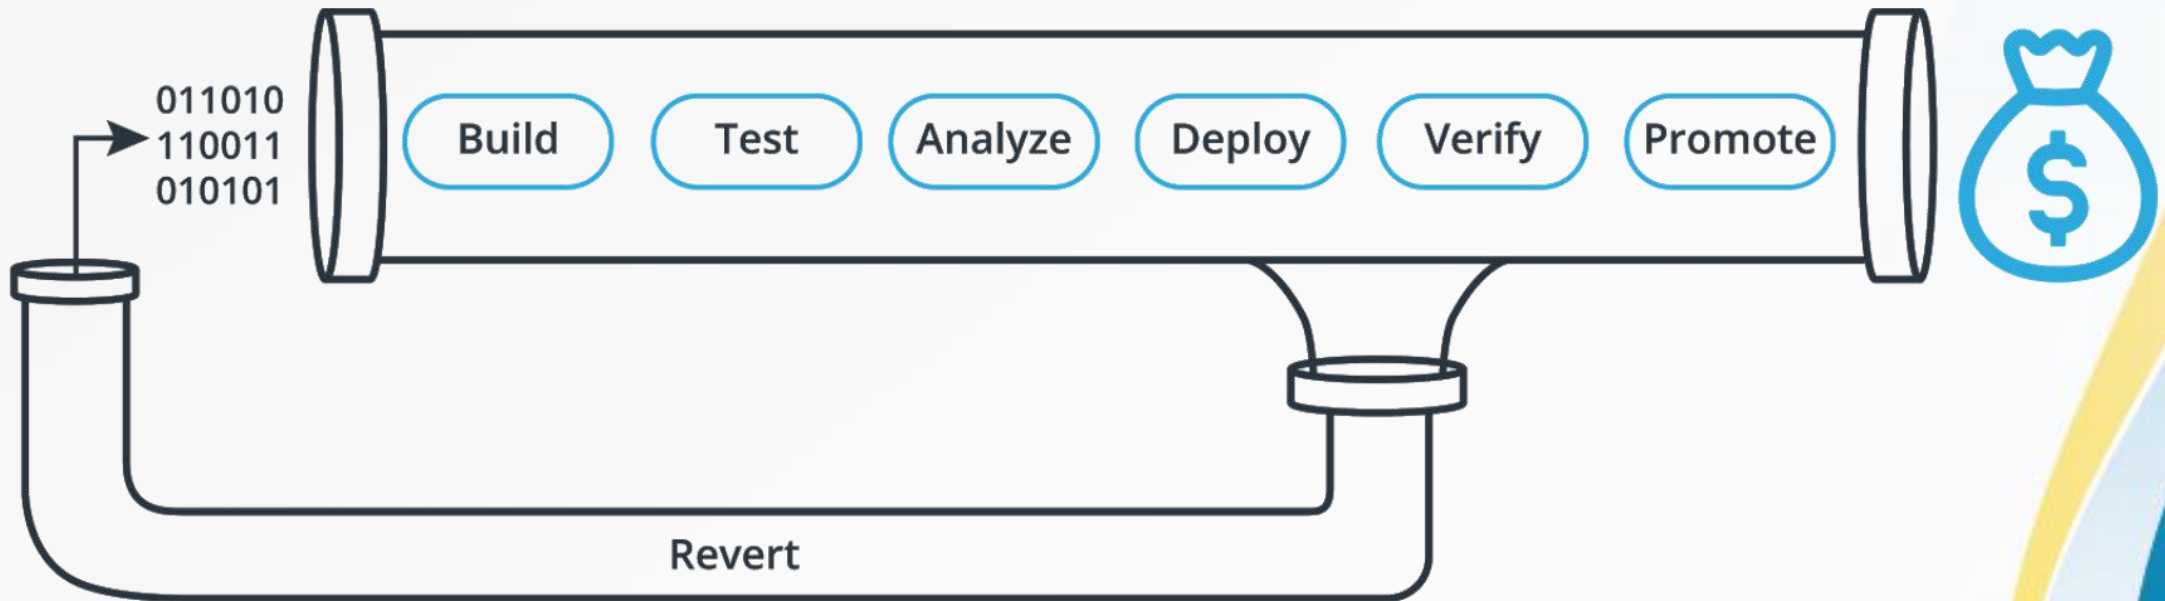 011010
110011
010101
Build
Test
Analyze
Deploy
Verify
Promote
$
Revert